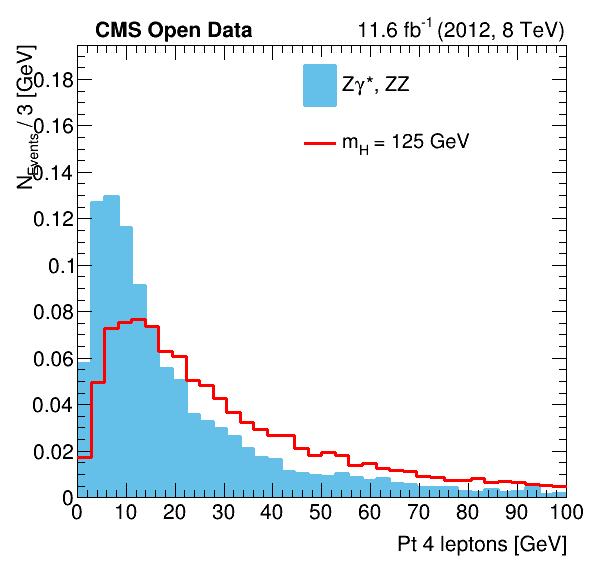 CMS Open Data
11.6 fb⁻¹ (2012, 8 TeV)
N_Events / 3 [GeV]
0.18
0.16
0.14
0.12
0.1
0.08
0.06
0.04
0.02
0
Zγ*, ZZ
m_H = 125 GeV
0 10 20 30 40 50 60 70 80 90 100
Pt 4 leptons [GeV]